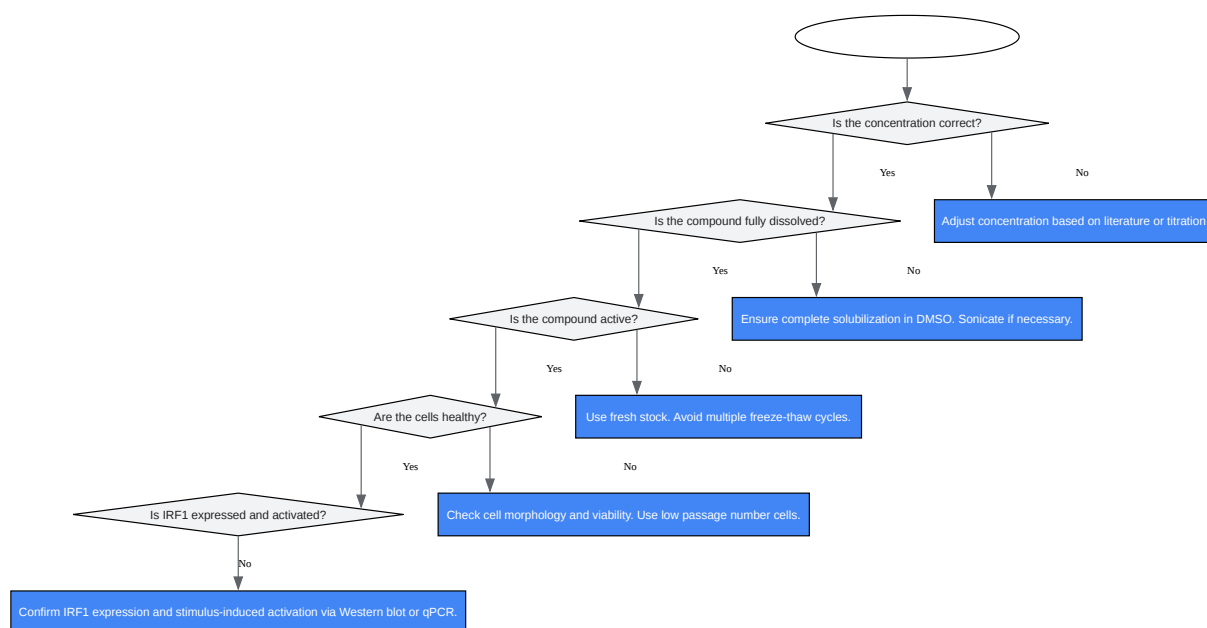 Is the concentration correct?
Yes
No
Is the compound fully dissolved?
Adjust concentration based on literature or titration.
Yes
No
Is the compound active?
Ensure complete solubilization in DMSO. Sonicate if necessary.
Yes
No
Are the cells healthy?
Use fresh stock. Avoid multiple freeze-thaw cycles.
Yes
No
Is IRF1 expressed and activated?
Check cell morphology and viability. Use low passage number cells.
No
Confirm IRF1 expression and stimulus-induced activation via Western blot or qPCR.